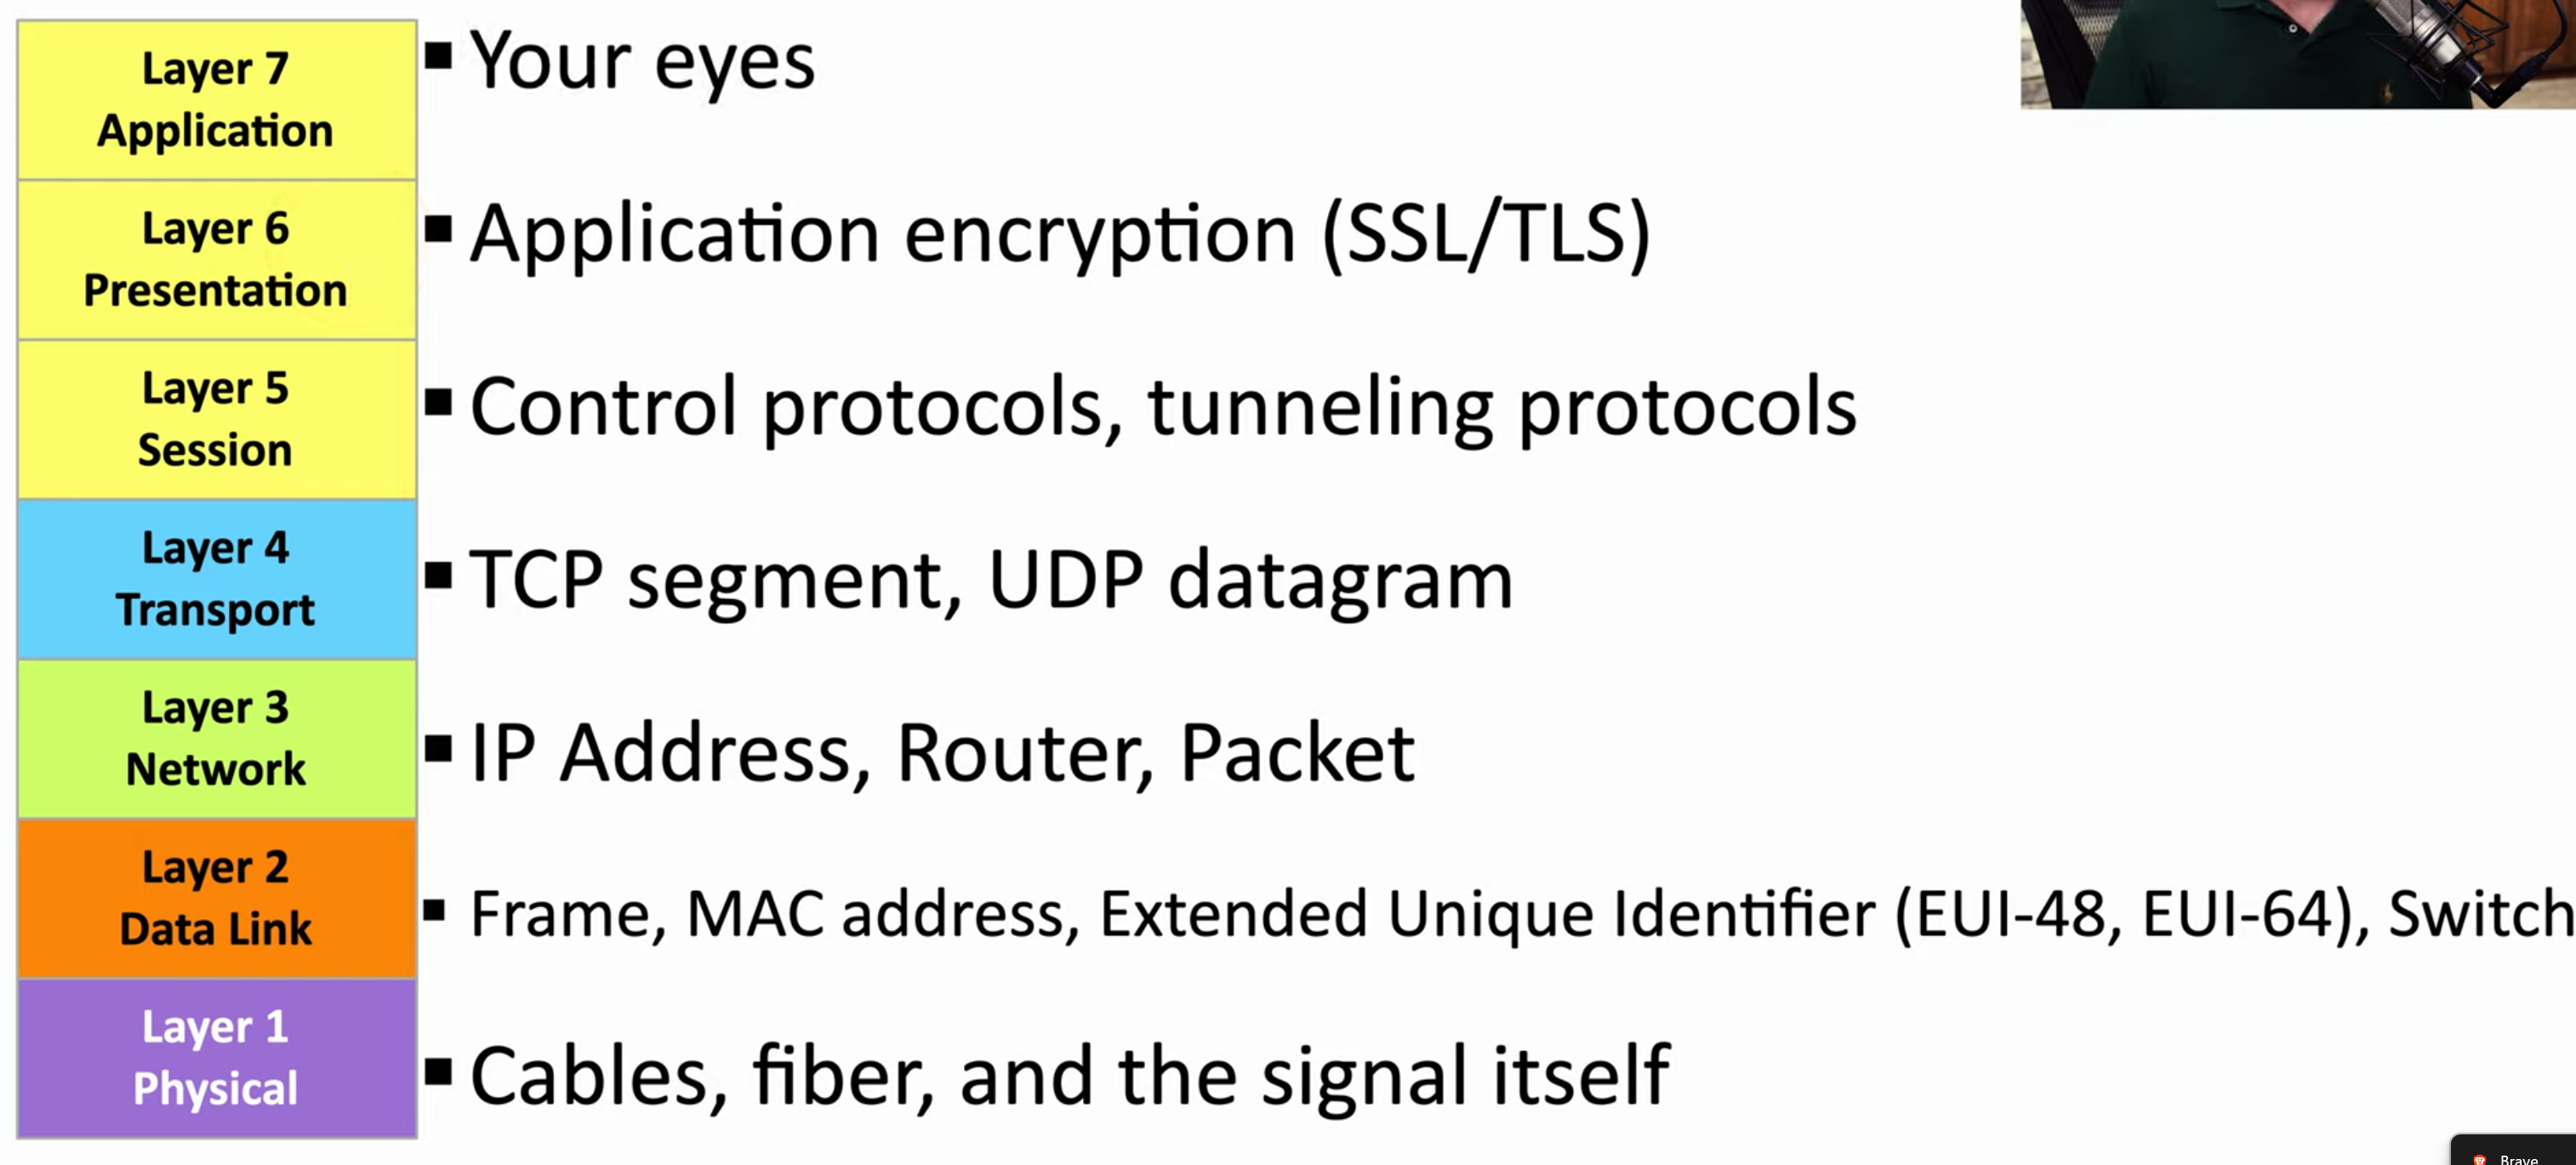 Layer 7
Application
▪ Your eyes
Layer 6
Presentation
▪ Application encryption (SSL/TLS)
Layer 5
Session
▪ Control protocols, tunneling protocols
Layer 4
Transport
▪ TCP segment, UDP datagram
Layer 3
Network
▪ IP Address, Router, Packet
Layer 2
Data Link
▪ Frame, MAC address, Extended Unique Identifier (EUI-48, EUI-64), Switch
Layer 1
Physical
▪ Cables, fiber, and the signal itself
Brave